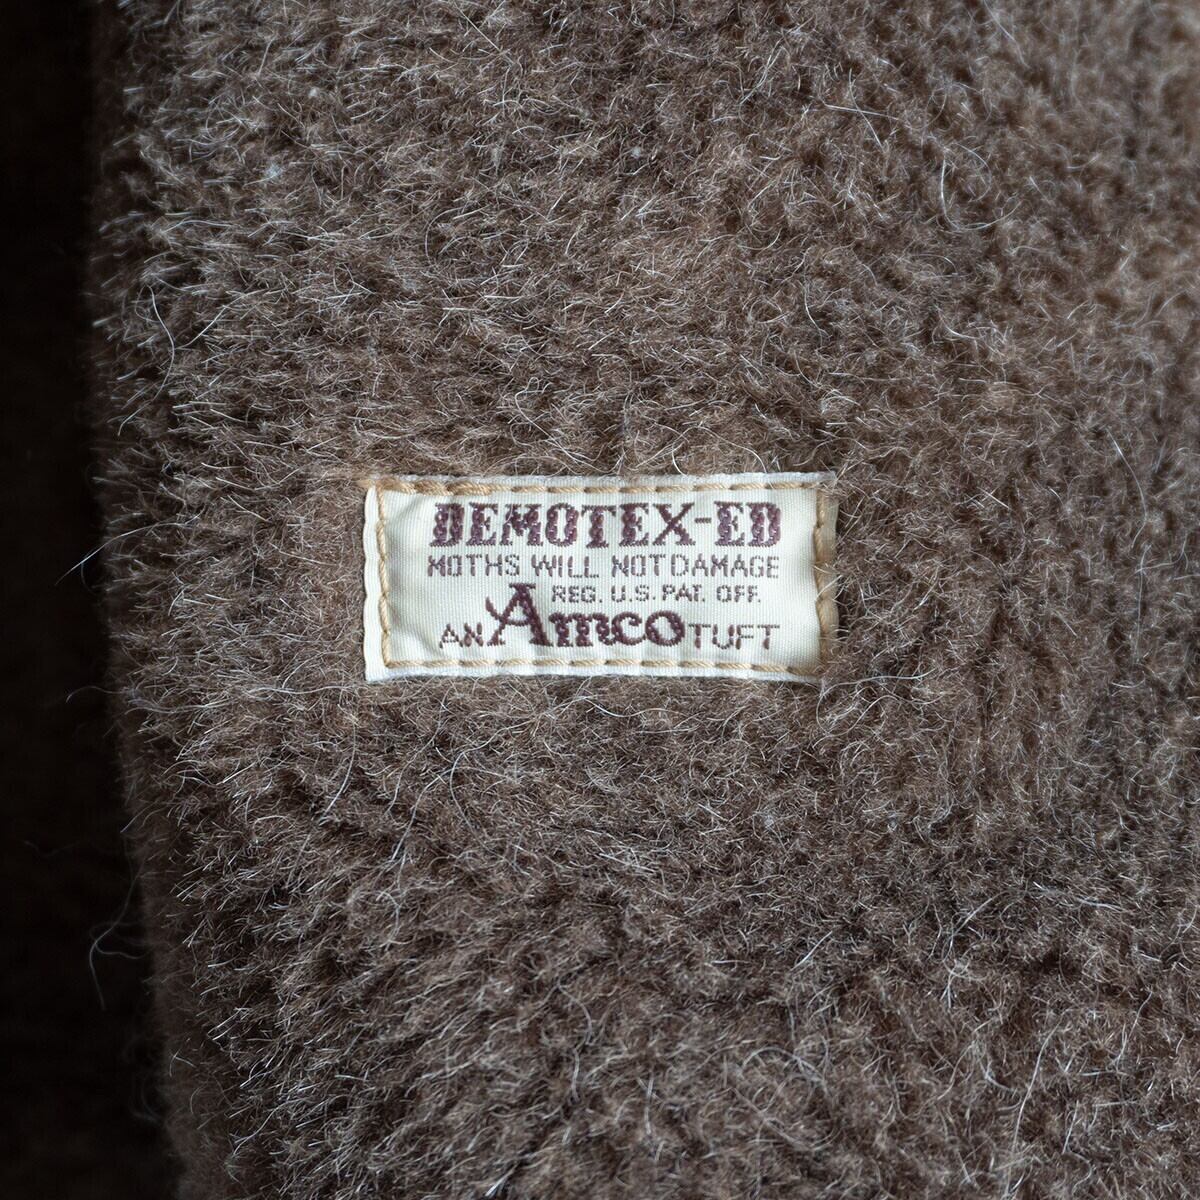 DEMOTEX-ED
MOTHS WILL NOT DAMAGE
REG. U.S. PAT. OFF.
AN Amco TUFT